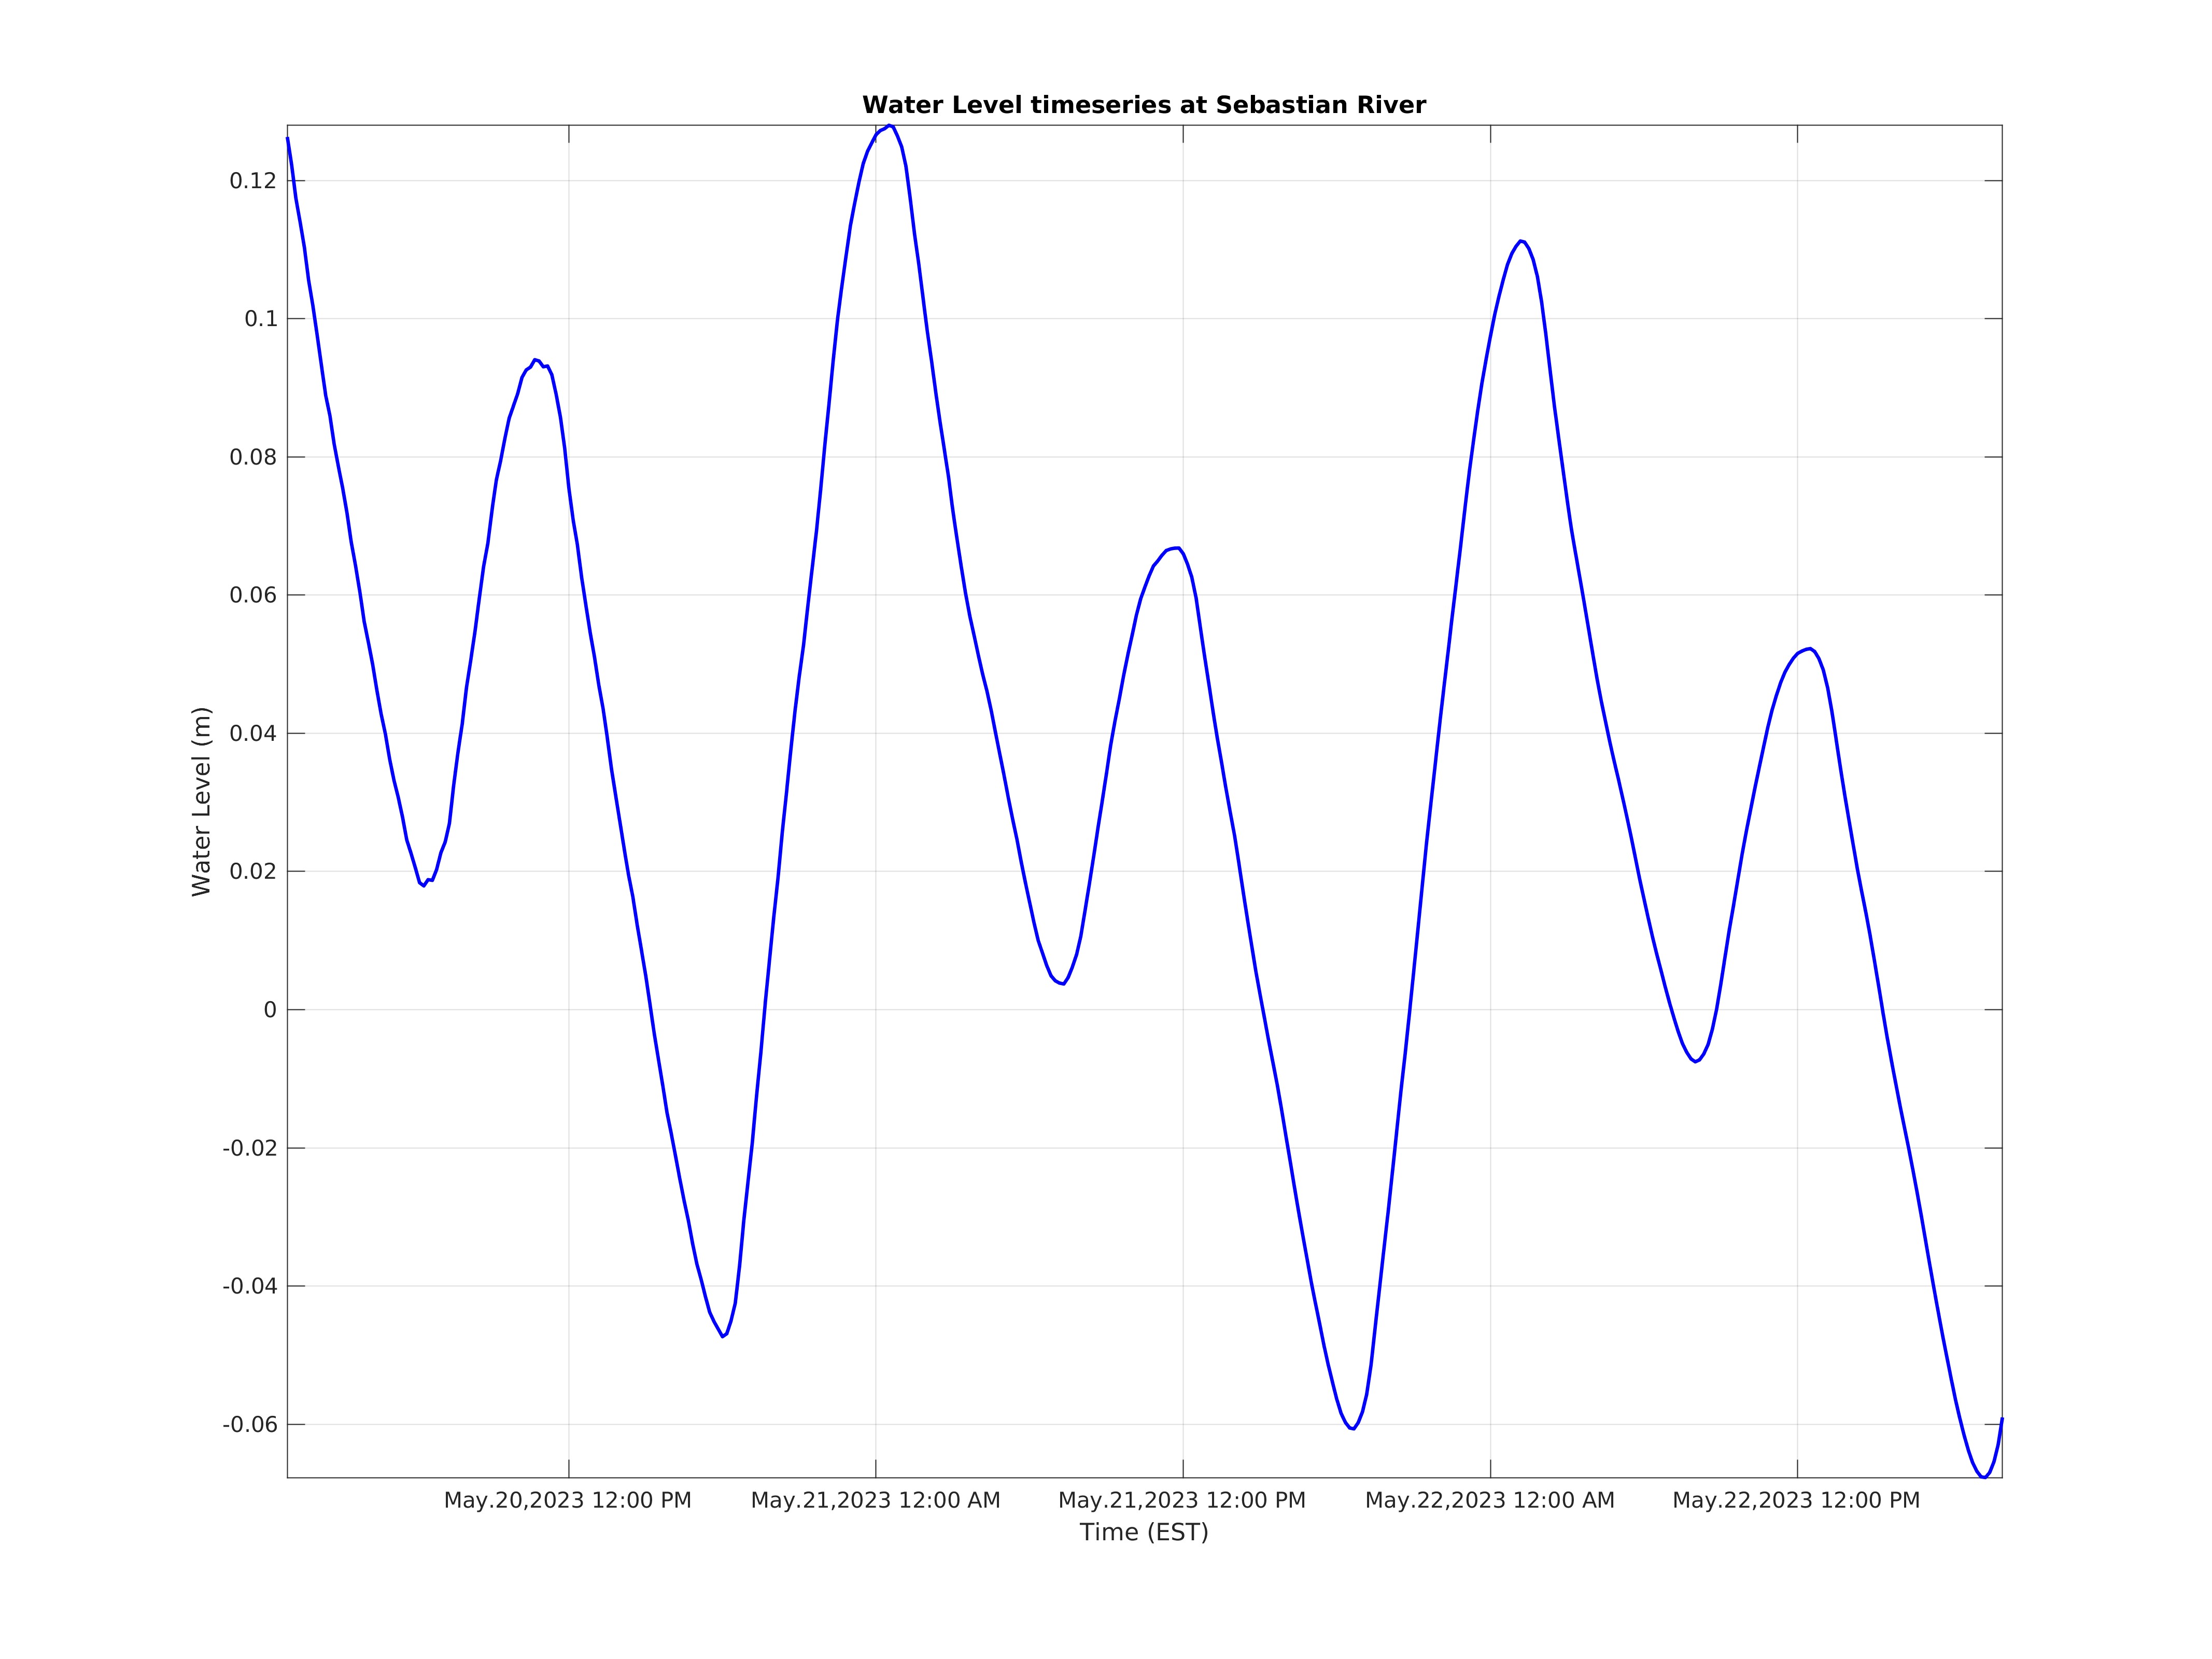 Water Level timeseries at Sebastian River
0.12
0.1
0.08
0.06
0.04
0.02
0
-0.02
-0.04
-0.06
Water Level (m)
May.20,2023 12:00 PM
May.21,2023 12:00 AM
May.21,2023 12:00 PM
May.22,2023 12:00 AM
May.22,2023 12:00 PM
Time (EST)